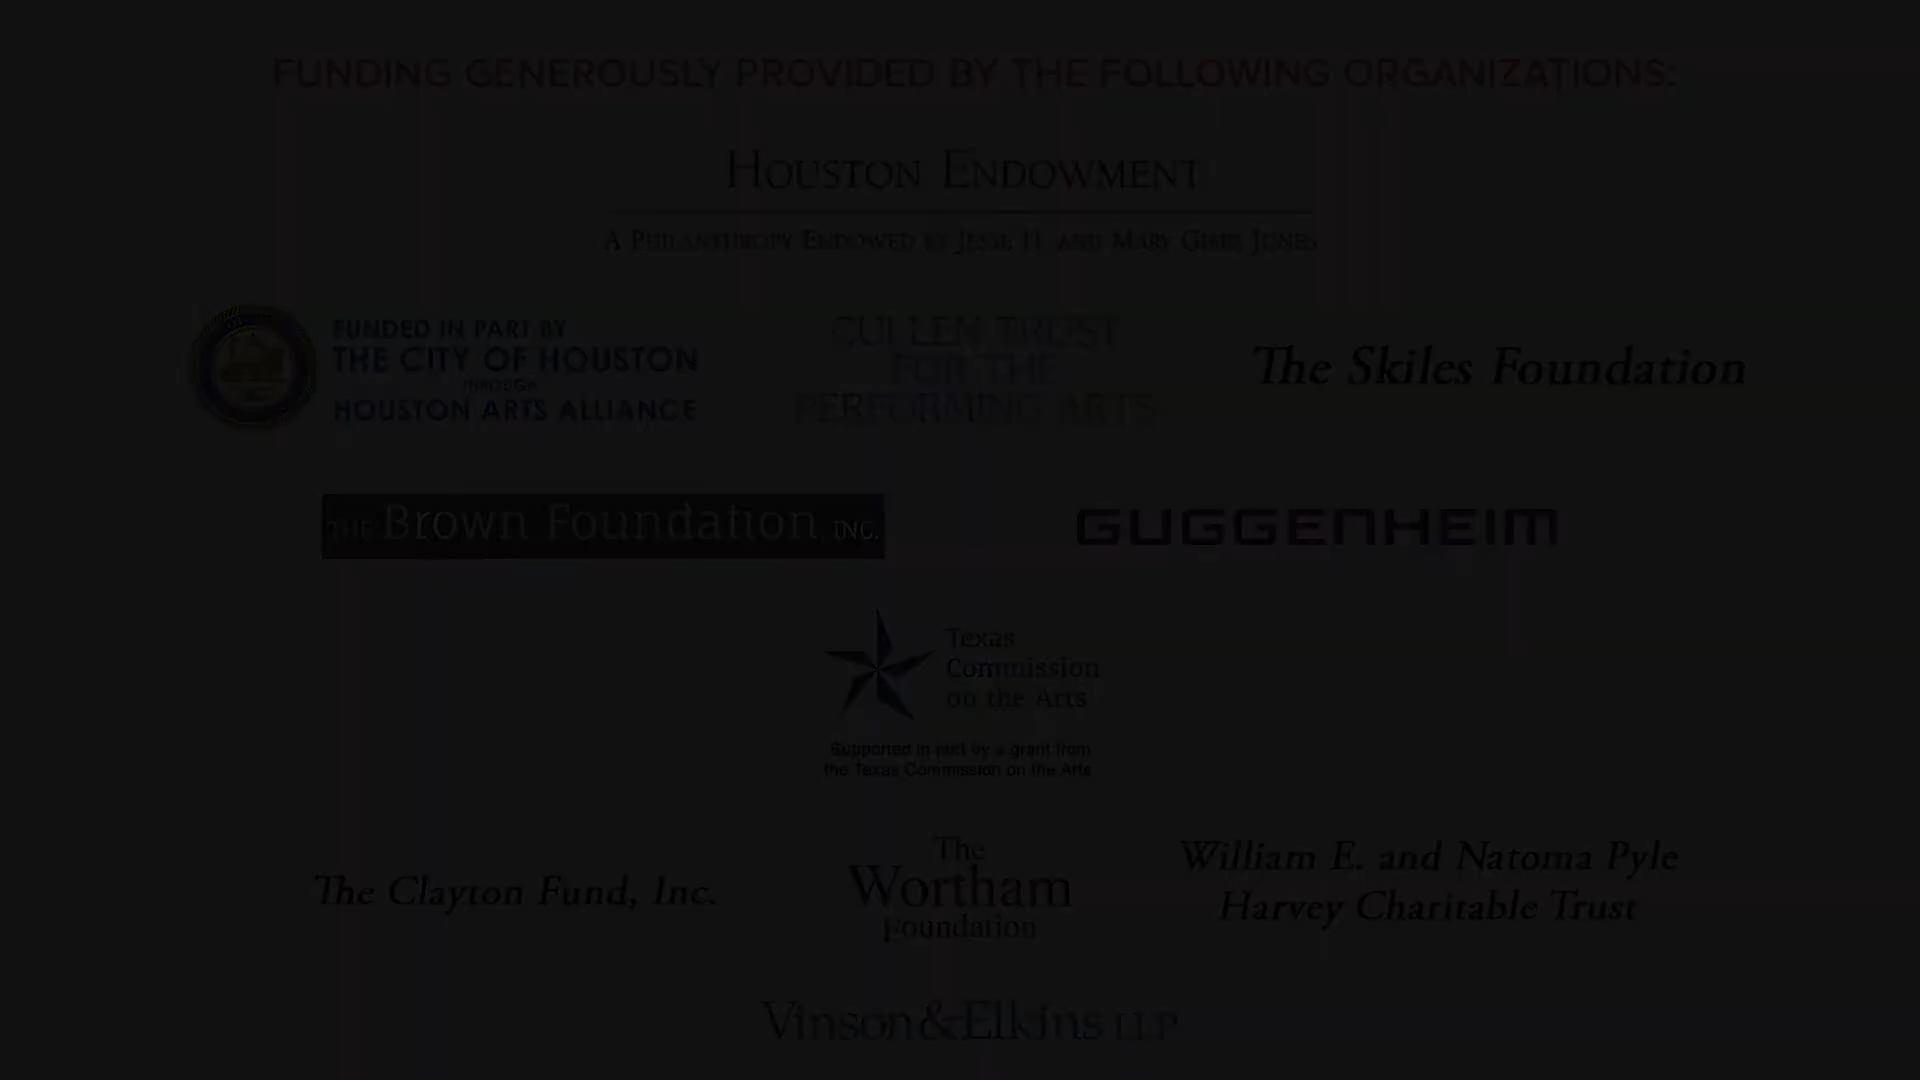 FUNDING GENEROUSLY PROVIDED BY THE FOLLOWING ORGANIZATIONS:
HOUSTON ENDOWMENT
A PHILANTHROPY ENDOWED BY JESSE H. AND MARY GIBBS JONES
FUNDED IN PART BY
THE CITY OF HOUSTON
THROUGH
HOUSTON ARTS ALLIANCE
CULLEN TRUST
FOR THE
PERFORMING ARTS
The Skiles Foundation
THE Brown Foundation, INC.
GUGGENHEIM
Texas
Commission
on the Arts
Supported in part by a grant from
the Texas Commission on the Arts
The Clayton Fund, Inc.
The
Wortham
Foundation
William E. and Natoma Pyle
Harvey Charitable Trust
Vinson&Elkins LLP